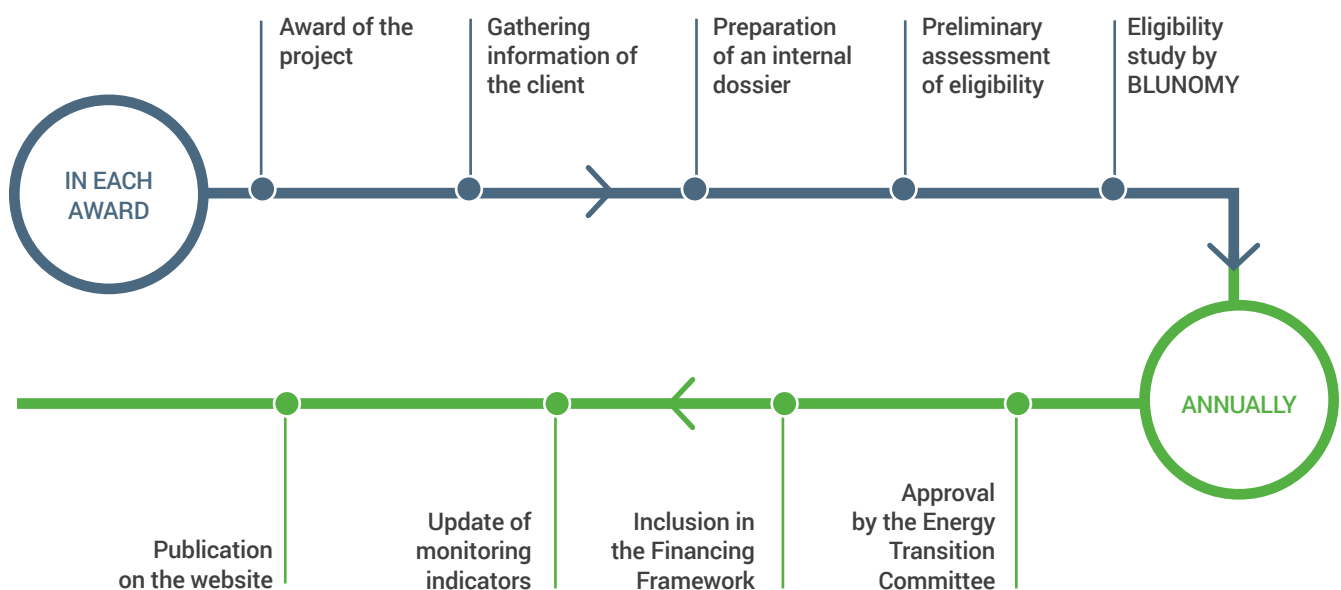 IN EACH
AWARD
Award of the
project
Gathering
information of
the client
Preparation
of an internal
dossier
Preliminary
assessment
of eligibility
Eligibility
study by
BLUNOMY
ANNUALLY
Approval
by the Energy
Transition
Committee
Inclusion in
the Financing
Framework
Update of
monitoring
indicators
Publication
on the website